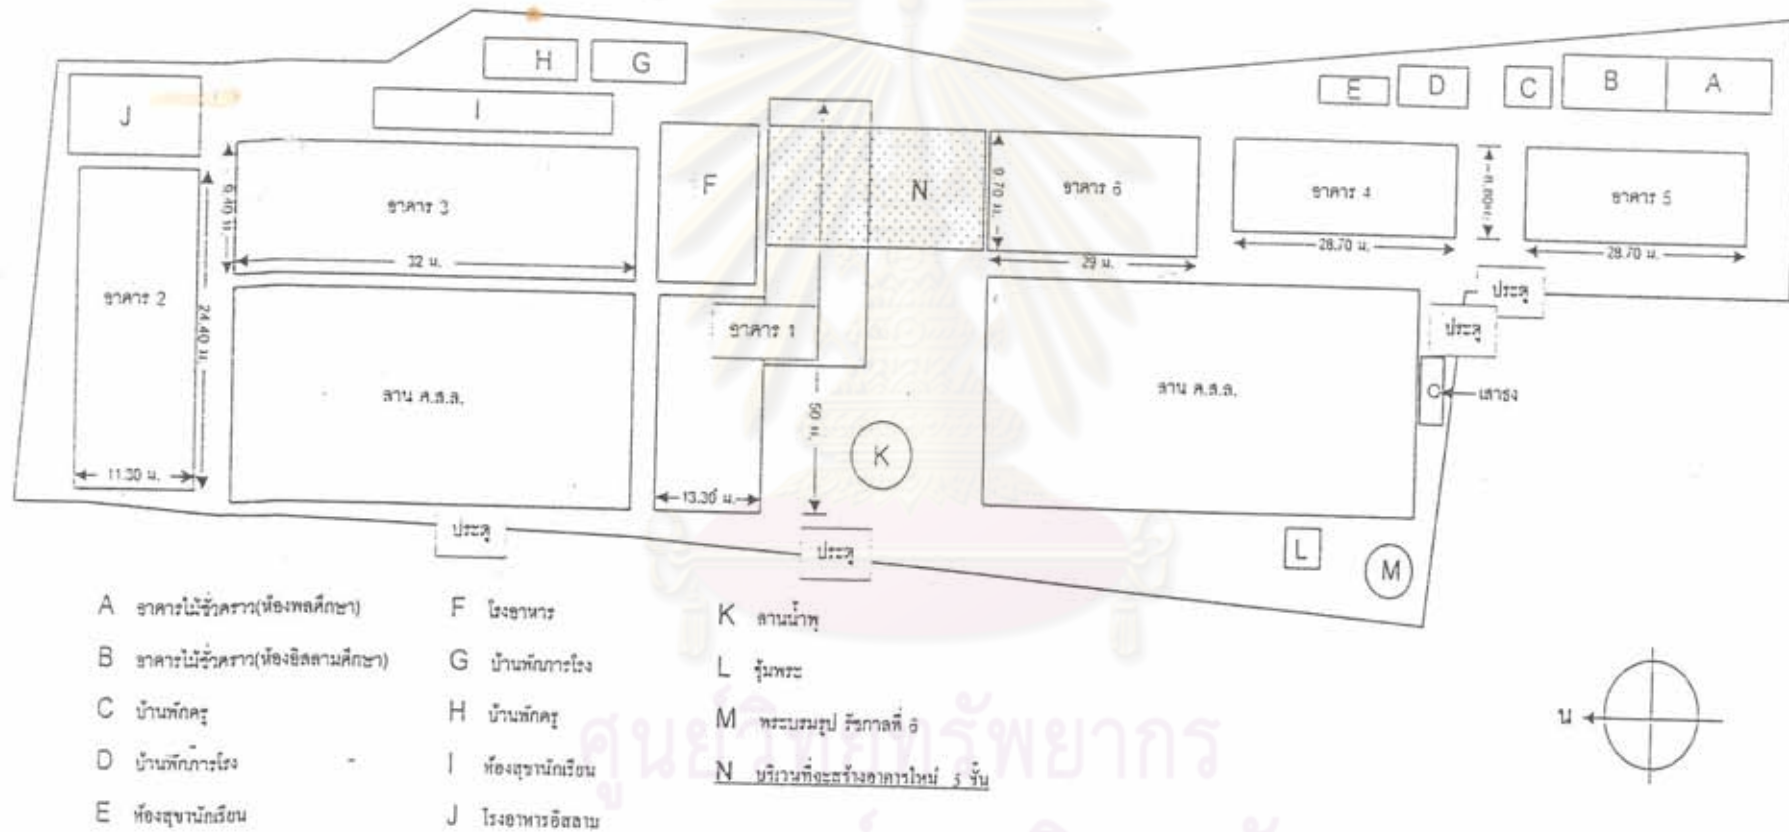 H
G
E
D
C
B
A
J
I
F
N
9.70 ม.
อาคาร 6
อาคาร 4
8.80ม.
อาคาร 5
9.40 ม.
อาคาร 3
32 ม.
29 ม.
28.70 ม.
28.70 ม.
อาคาร 2
24.40 ม.
อาคาร 1
ประตู
ประตู
ลาน ค.ส.ล.
ลาน ค.ส.ล.
C
เสาธง
50 ม.
K
11.30 ม.
13.30 ม.
ประตู
ประตู
L
M
A อาคารไม้ชั่วคราว(ห้องพลศึกษา)
B อาคารไม้ชั่วคราว(ห้องอิสลามศึกษา)
C บ้านพักครู
D บ้านพักภารโรง
E ห้องสุขานักเรียน
F โรงอาหาร
G บ้านพักภารโรง
H บ้านพักครู
I ห้องสุขานักเรียน
J โรงอาหารอิสลาม
K ลานน้ำพุ
L ซุ้มพระ
M พระบรมรูป รัชกาลที่ 6
N บริเวณที่จะสร้างอาคารใหม่ 5 ชั้น
น
ศูนย์วิทยทรัพยากร